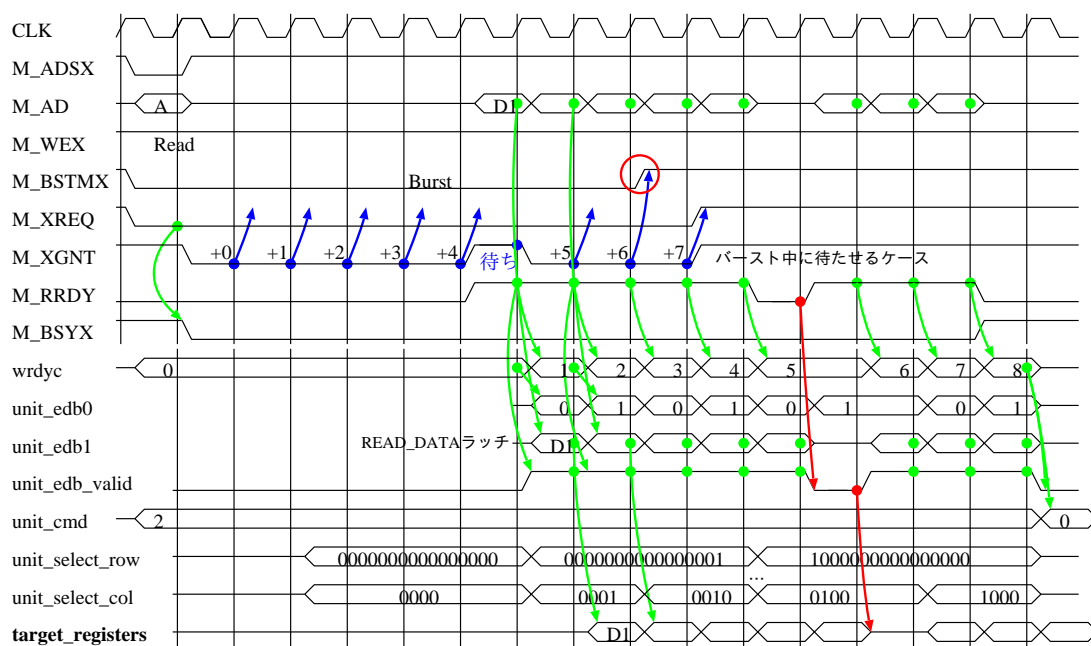 CLK
M_ADSX
M_AD A D1
M_WEX Read
M_BSTMX Burst
M_XREQ
M_XGNT +0 +1 +2 +3 +4 待ち +5 +6 +7 バースト中に待たせるケース
M_RRDY
M_BSYX
wrdyc 0 1 2 3 4 5 6 7 8
unit_edb0 0 1 0 1 0 1 0 1
unit_edb1 READ_DATAラッチ D1
unit_edb_valid
unit_cmd 2 0
unit_select_row 0000000000000000 0000000000000001 1000000000000000
...
unit_select_col 0000 0001 0010 0100 1000
target_registers D1